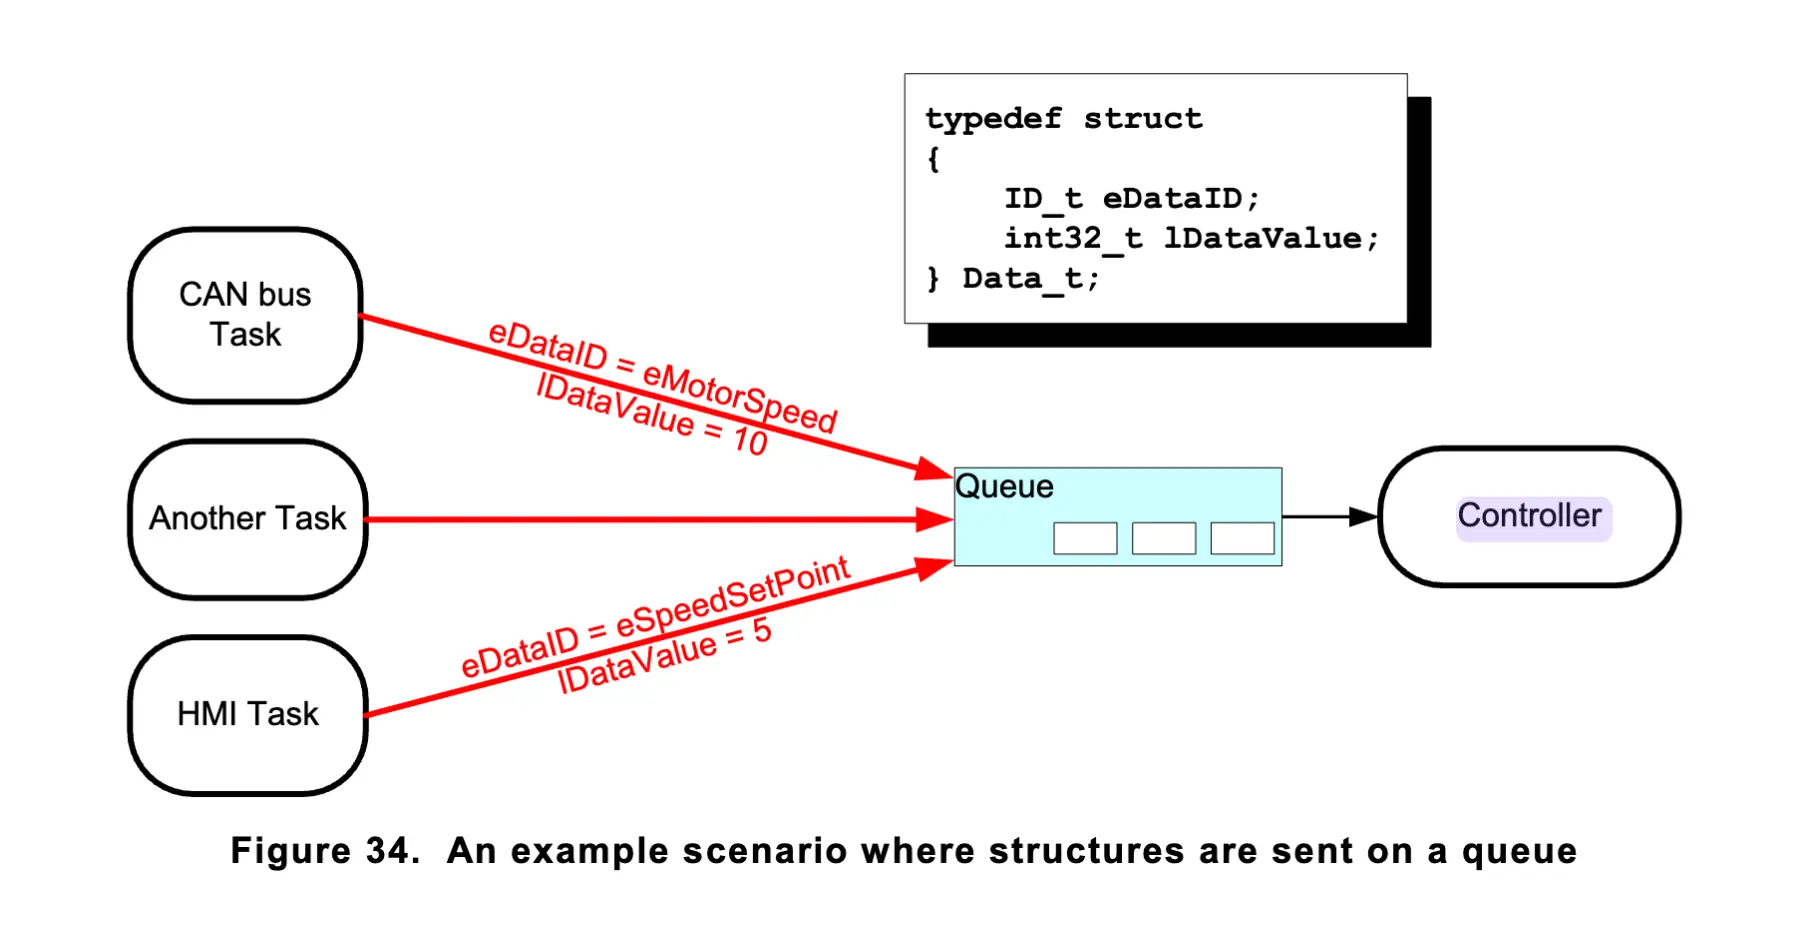 typedef struct
{
ID_t eDataID;
int32_t lDataValue;
} Data_t;
CAN bus
Task
eDataID = eMotorSpeed
lDataValue = 10
Another Task
Queue
Controller
eDataID = eSpeedSetPoint
lDataValue = 5
HMI Task
Figure 34. An example scenario where structures are sent on a queue